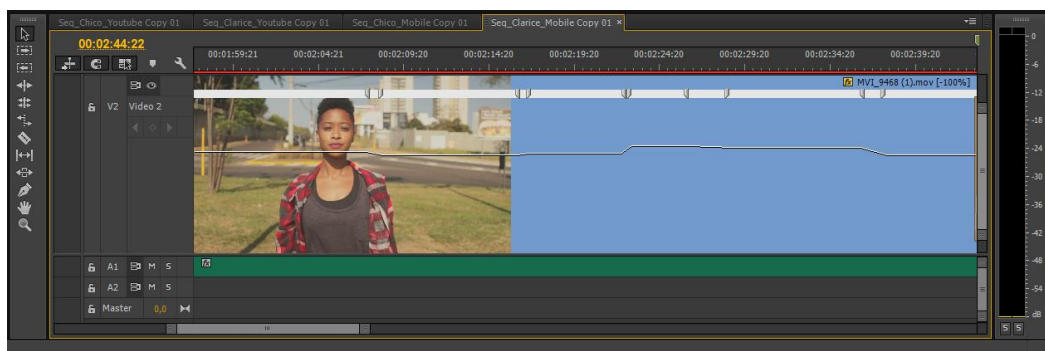 Seq_Chico_Youtube Copy 01 Seq_Clarice_Youtube Copy 01 Seq_Chico_Mobile Copy 01 Seq_Clarice_Mobile Copy 01 ×
00:02:44:22
00:01:59:21 00:02:04:21 00:02:09:20 00:02:14:20 00:02:19:20 00:02:24:20 00:02:29:20 00:02:34:20 00:02:39:20
fx MVI_9468 (1).mov [-100%]
V2 Video 2
fx
A1 M S
A2 M S
Master 0,0
0
-6
-12
-18
-24
-30
-36
-42
-48
-54
dB
S S